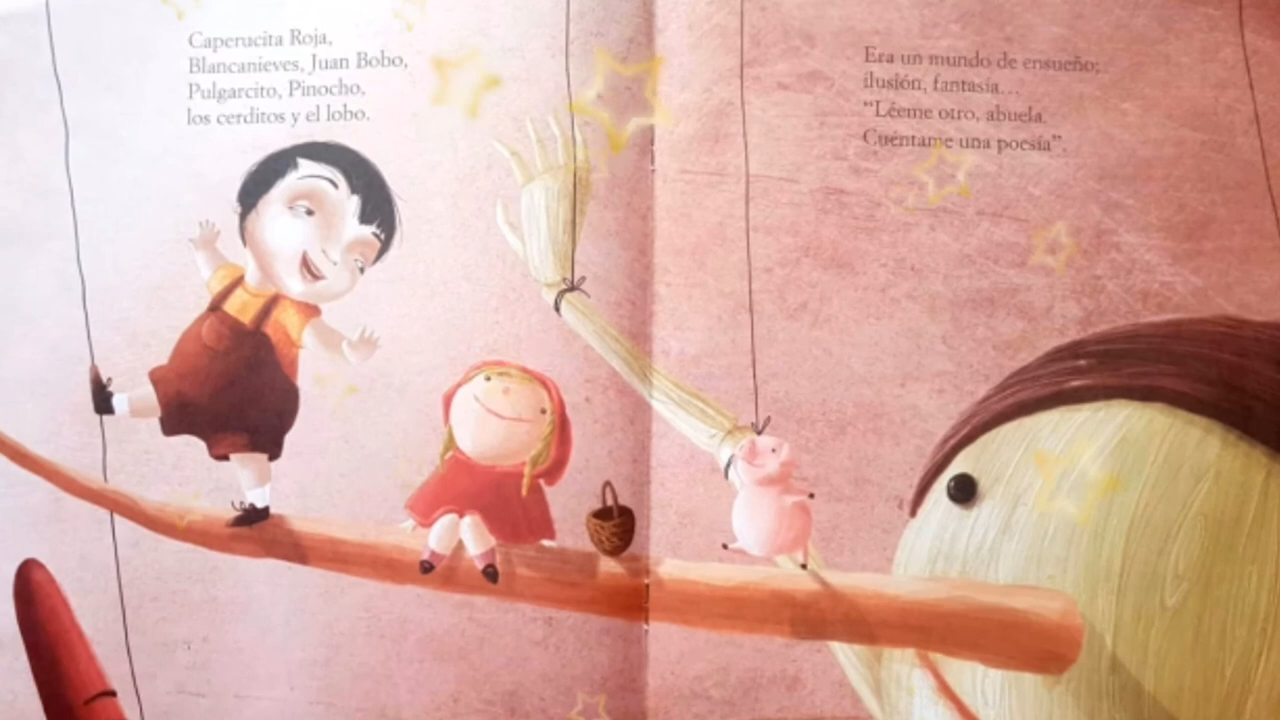 Caperucita Roja,
Blancanieves, Juan Bobo,
Pulgarcito, Pinocho,
los cerditos y el lobo.
Era un mundo de ensueño;
ilusión, fantasía...
“Léeme otro, abuela.
Cuéntame una poesía”.